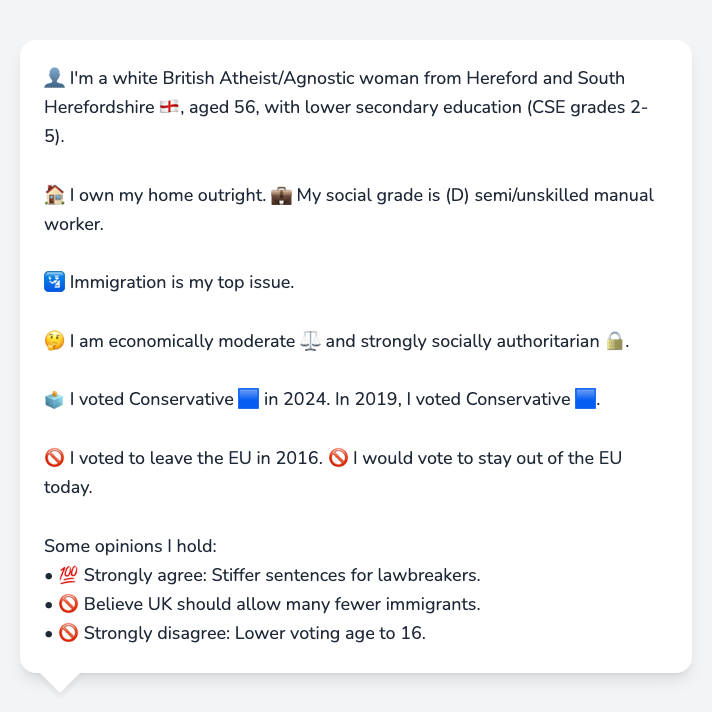 👤 I'm a white British Atheist/Agnostic woman from Hereford and South
Herefordshire 🏴󠁧󠁢󠁥󠁮󠁧󠁿, aged 56, with lower secondary education (CSE grades 2-
5).
🏠 I own my home outright. 💼 My social grade is (D) semi/unskilled manual
worker.
🛂 Immigration is my top issue.
🤔 I am economically moderate ⚖️ and strongly socially authoritarian 🔒.
🗳️ I voted Conservative 🟦 in 2024. In 2019, I voted Conservative 🟦.
🚫 I voted to leave the EU in 2016. 🚫 I would vote to stay out of the EU
today.
Some opinions I hold:
• 💯 Strongly agree: Stiffer sentences for lawbreakers.
• 🚫 Believe UK should allow many fewer immigrants.
• 🚫 Strongly disagree: Lower voting age to 16.